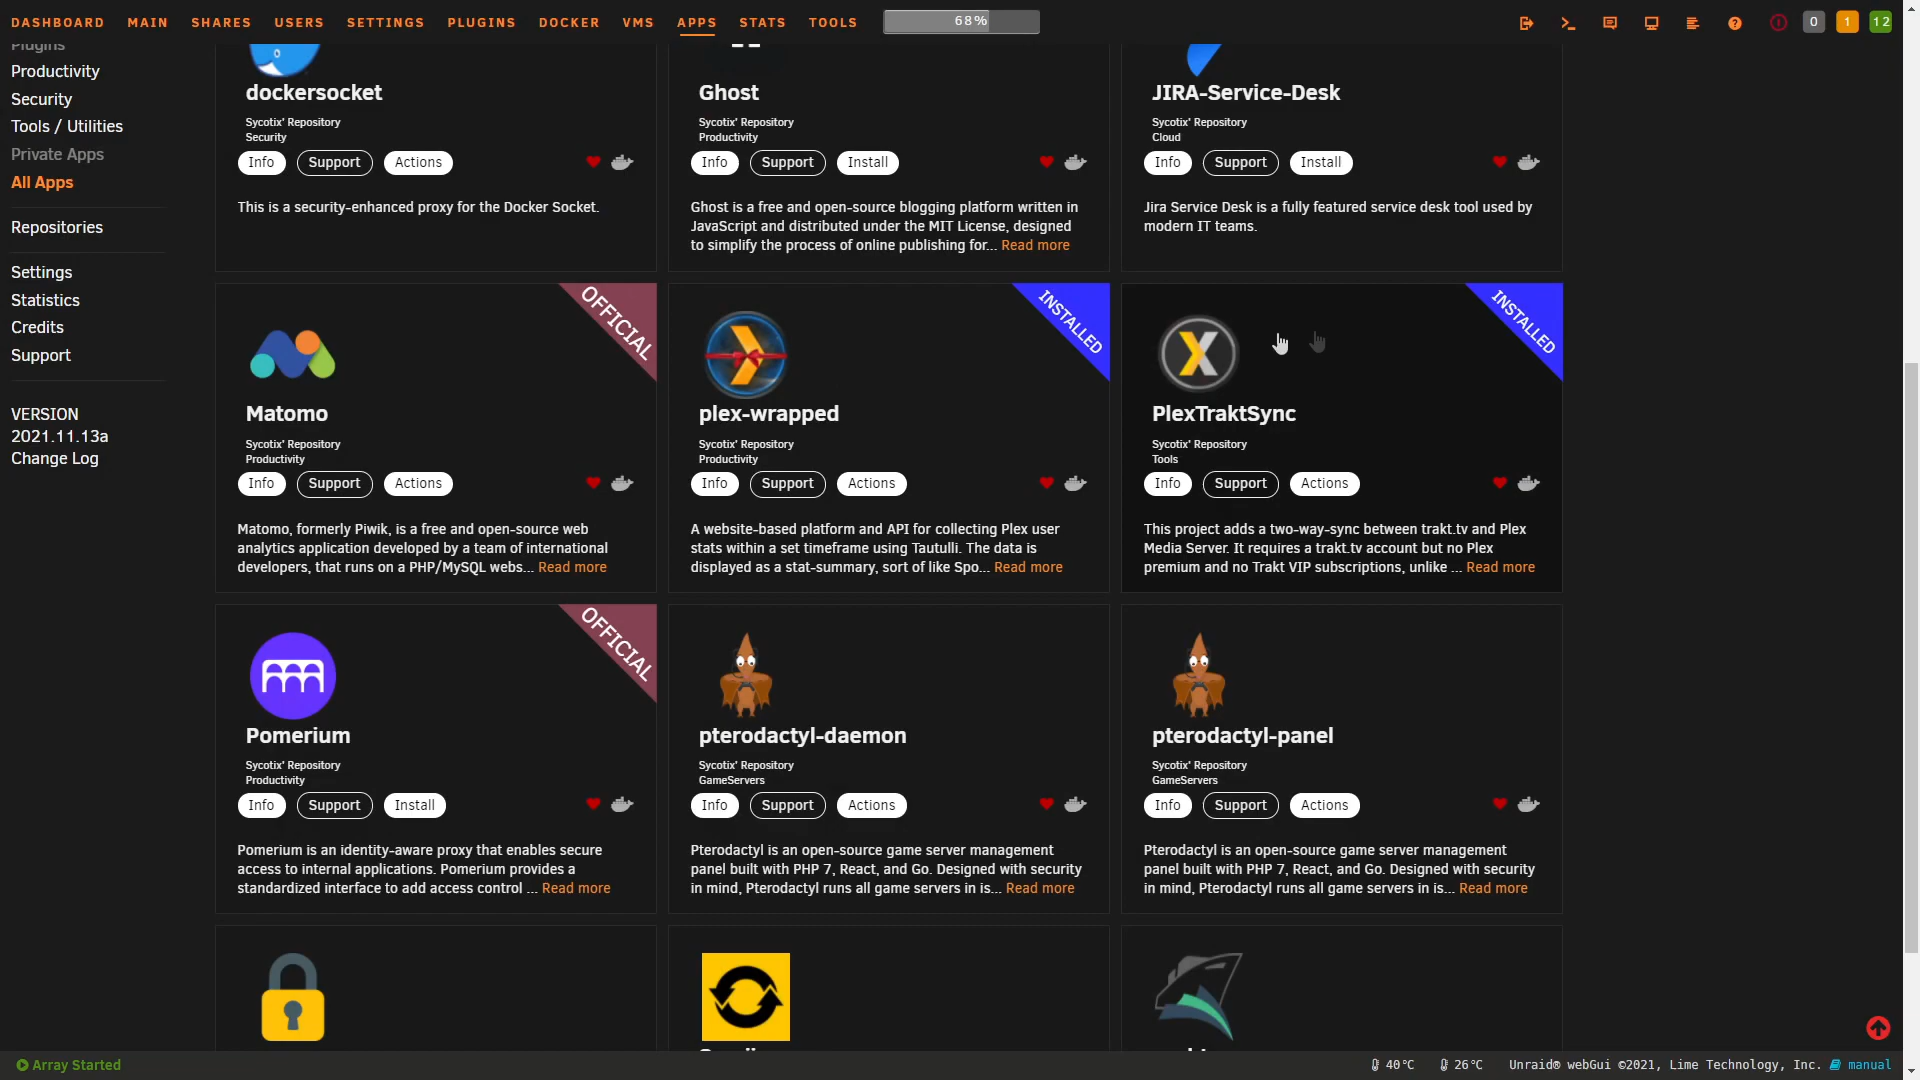 DASHBOARD MAIN SHARES USERS SETTINGS PLUGINS DOCKER VMS APPS STATS TOOLS 68% 0 1 12
Plugins
Productivity
Security
Tools / Utilities
Private Apps
All Apps
Repositories
Settings
Statistics
Credits
Support
VERSION
2021.11.13a
Change Log
dockersocket
Sycotix' Repository
Security
Info Support Actions
This is a security-enhanced proxy for the Docker Socket.
Ghost
Sycotix' Repository
Productivity
Info Support Install
Ghost is a free and open-source blogging platform written in
JavaScript and distributed under the MIT License, designed
to simplify the process of online publishing for... Read more
JIRA-Service-Desk
Sycotix' Repository
Cloud
Info Support Install
Jira Service Desk is a fully featured service desk tool used by
modern IT teams.
OFFICIAL
Matomo
Sycotix' Repository
Productivity
Info Support Actions
Matomo, formerly Piwik, is a free and open-source web
analytics application developed by a team of international
developers, that runs on a PHP/MySQL webs... Read more
INSTALLED
plex-wrapped
Sycotix' Repository
Productivity
Info Support Actions
A website-based platform and API for collecting Plex user
stats within a set timeframe using Tautulli. The data is
displayed as a stat-summary, sort of like Spo... Read more
INSTALLED
PlexTraktSync
Sycotix' Repository
Tools
Info Support Actions
This project adds a two-way-sync between trakt.tv and Plex
Media Server. It requires a trakt.tv account but no Plex
premium and no Trakt VIP subscriptions, unlike ... Read more
OFFICIAL
Pomerium
Sycotix' Repository
Productivity
Info Support Install
Pomerium is an identity-aware proxy that enables secure
access to internal applications. Pomerium provides a
standardized interface to add access control ... Read more
pterodactyl-daemon
Sycotix' Repository
GameServers
Info Support Actions
Pterodactyl is an open-source game server management
panel built with PHP 7, React, and Go. Designed with security
in mind, Pterodactyl runs all game servers in is... Read more
pterodactyl-panel
Sycotix' Repository
GameServers
Info Support Actions
Pterodactyl is an open-source game server management
panel built with PHP 7, React, and Go. Designed with security
in mind, Pterodactyl runs all game servers in is... Read more
Array Started 40°C 26°C Unraid® webGui ©2021, Lime Technology, Inc. manual